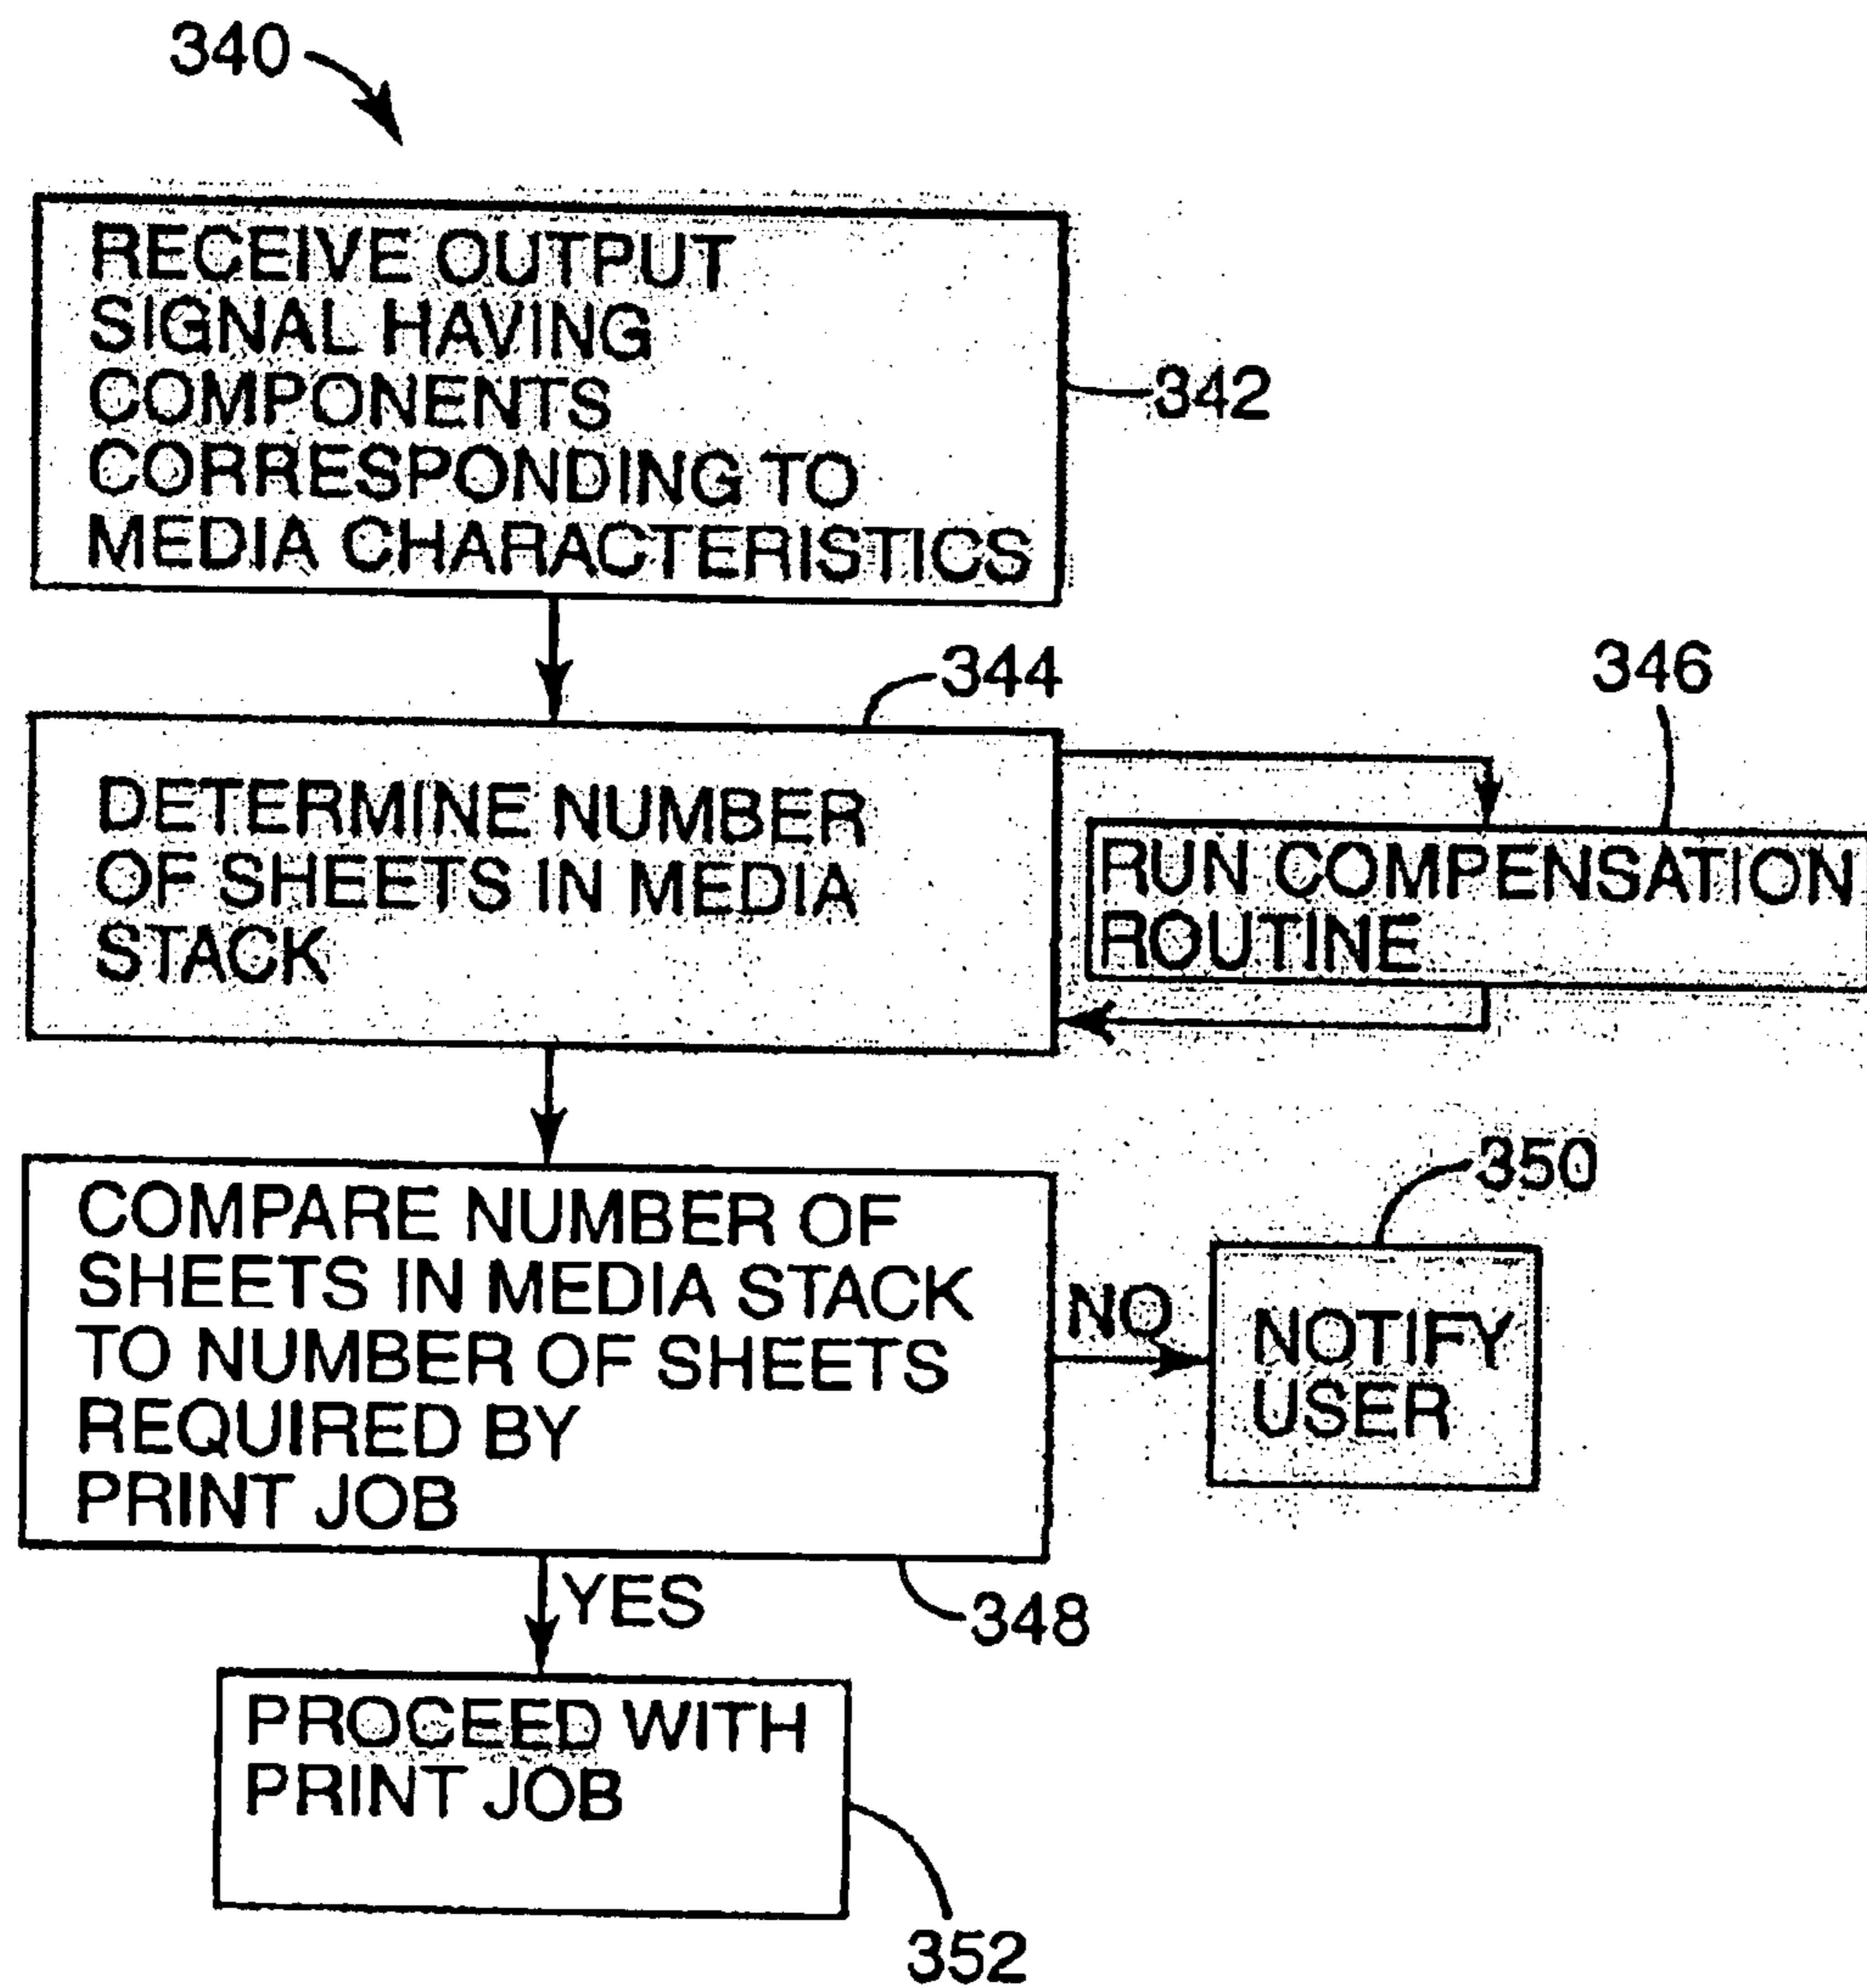 340
RECEIVE OUTPUT
SIGNAL HAVING
COMPONENTS
CORRESPONDING TO
MEDIA CHARACTERISTICS
342
344
346
DETERMINE NUMBER
OF SHEETS IN MEDIA
STACK
RUN COMPENSATION
ROUTINE
350
COMPARE NUMBER OF
SHEETS IN MEDIA STACK
TO NUMBER OF SHEETS
REQUIRED BY
PRINT JOB
NO
NOTIFY
USER
YES
348
PROCEED WITH
PRINT JOB
352